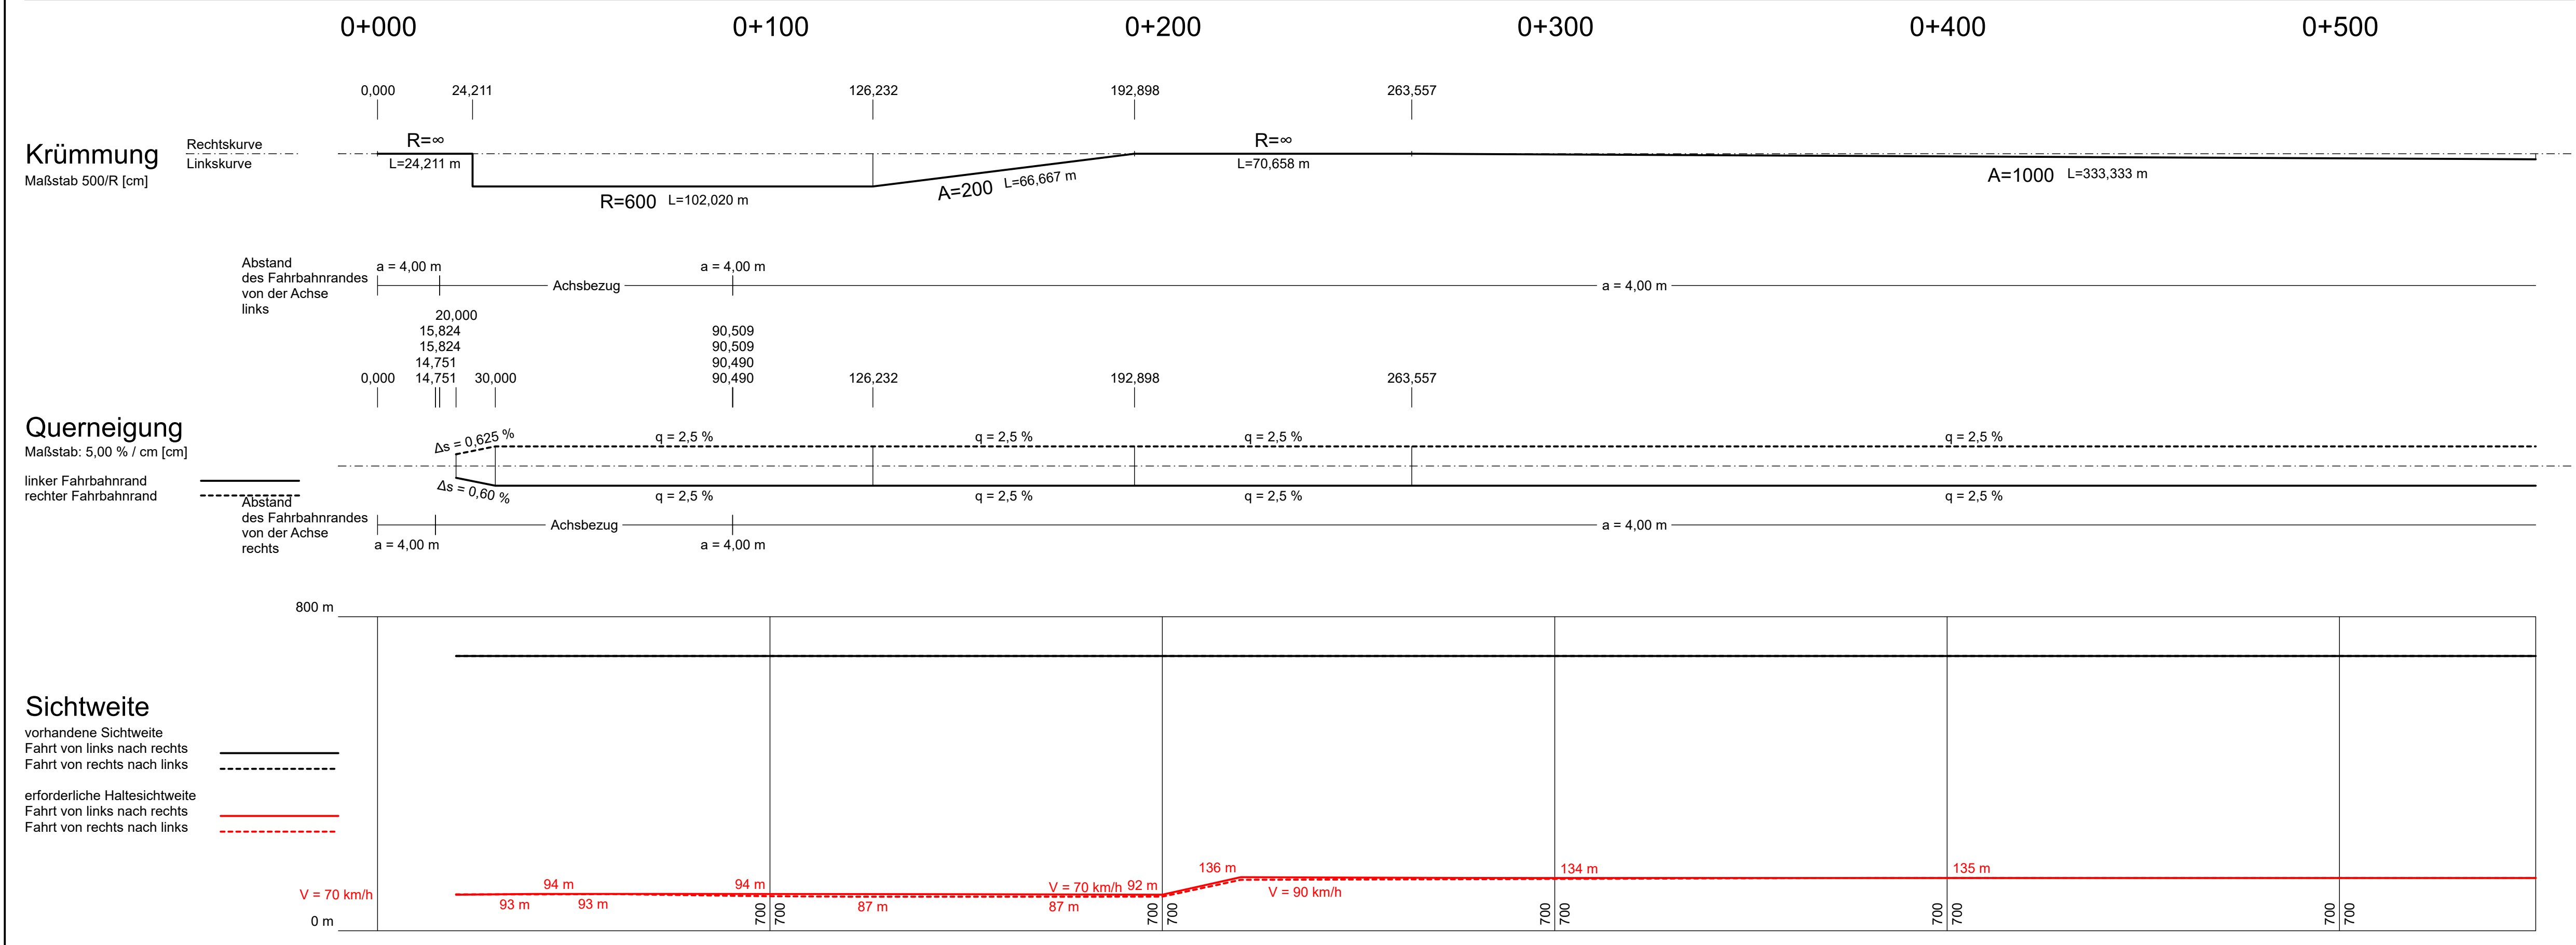 0+000 0+100 0+200 0+300 0+400 0+500
0,000 24,211 126,232 192,898 263,557
Krümmung
Maßstab 500/R [cm]
Rechtskurve
Linkskurve
R=∞
L=24,211 m
R=600 L=102,020 m
A=200 L=66,667 m
R=∞
L=70,658 m
A=1000 L=333,333 m
Abstand
des Fahrbahnrandes
von der Achse
links
a = 4,00 m
Achsbezug
a = 4,00 m
a = 4,00 m
20,000
15,824 90,509
15,824 90,509
14,751 90,490
0,000 14,751 30,000 90,490 126,232 192,898 263,557
Querneigung
Maßstab: 5,00 % / cm [cm]
linker Fahrbahnrand
rechter Fahrbahnrand
Δs = 0,625 %
q = 2,5 % q = 2,5 % q = 2,5 % q = 2,5 %
Δs = 0,60 %
q = 2,5 % q = 2,5 % q = 2,5 % q = 2,5 %
Abstand
des Fahrbahnrandes
von der Achse
rechts
Achsbezug
a = 4,00 m
a = 4,00 m
a = 4,00 m
800 m
Sichtweite
vorhandene Sichtweite
Fahrt von links nach rechts
Fahrt von rechts nach links
erforderliche Haltesichtweite
Fahrt von links nach rechts
Fahrt von rechts nach links
136 m 134 m 135 m
V = 70 km/h 94 m 94 m V = 70 km/h 92 m V = 90 km/h
93 m 93 m 87 m 87 m
700 700 700 700 700 700 700 700 700 700
0 m